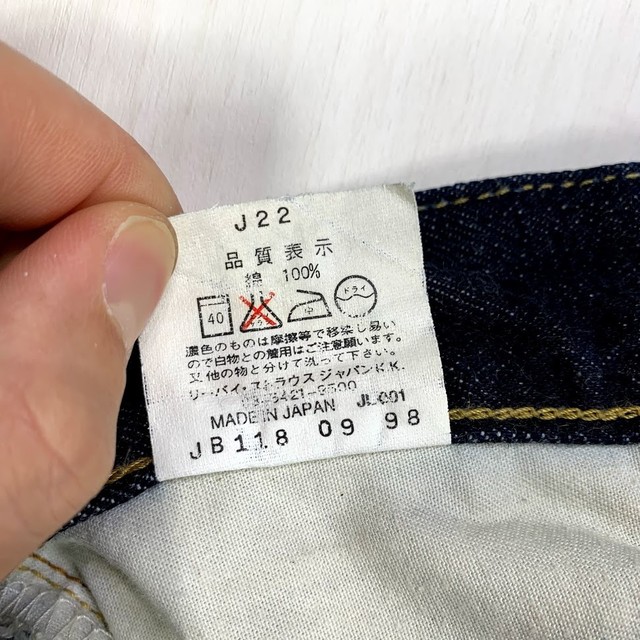 J22
品質表示
綿 100%
40 ドライ
濃色のものは摩擦等で移染し易い
ので白物との着用はご注意願います。
又他の物と分けて洗って下さい。
リーバイ・ストラウス ジャパンK.K.
MADE IN JAPAN JL001
JB118 09 98